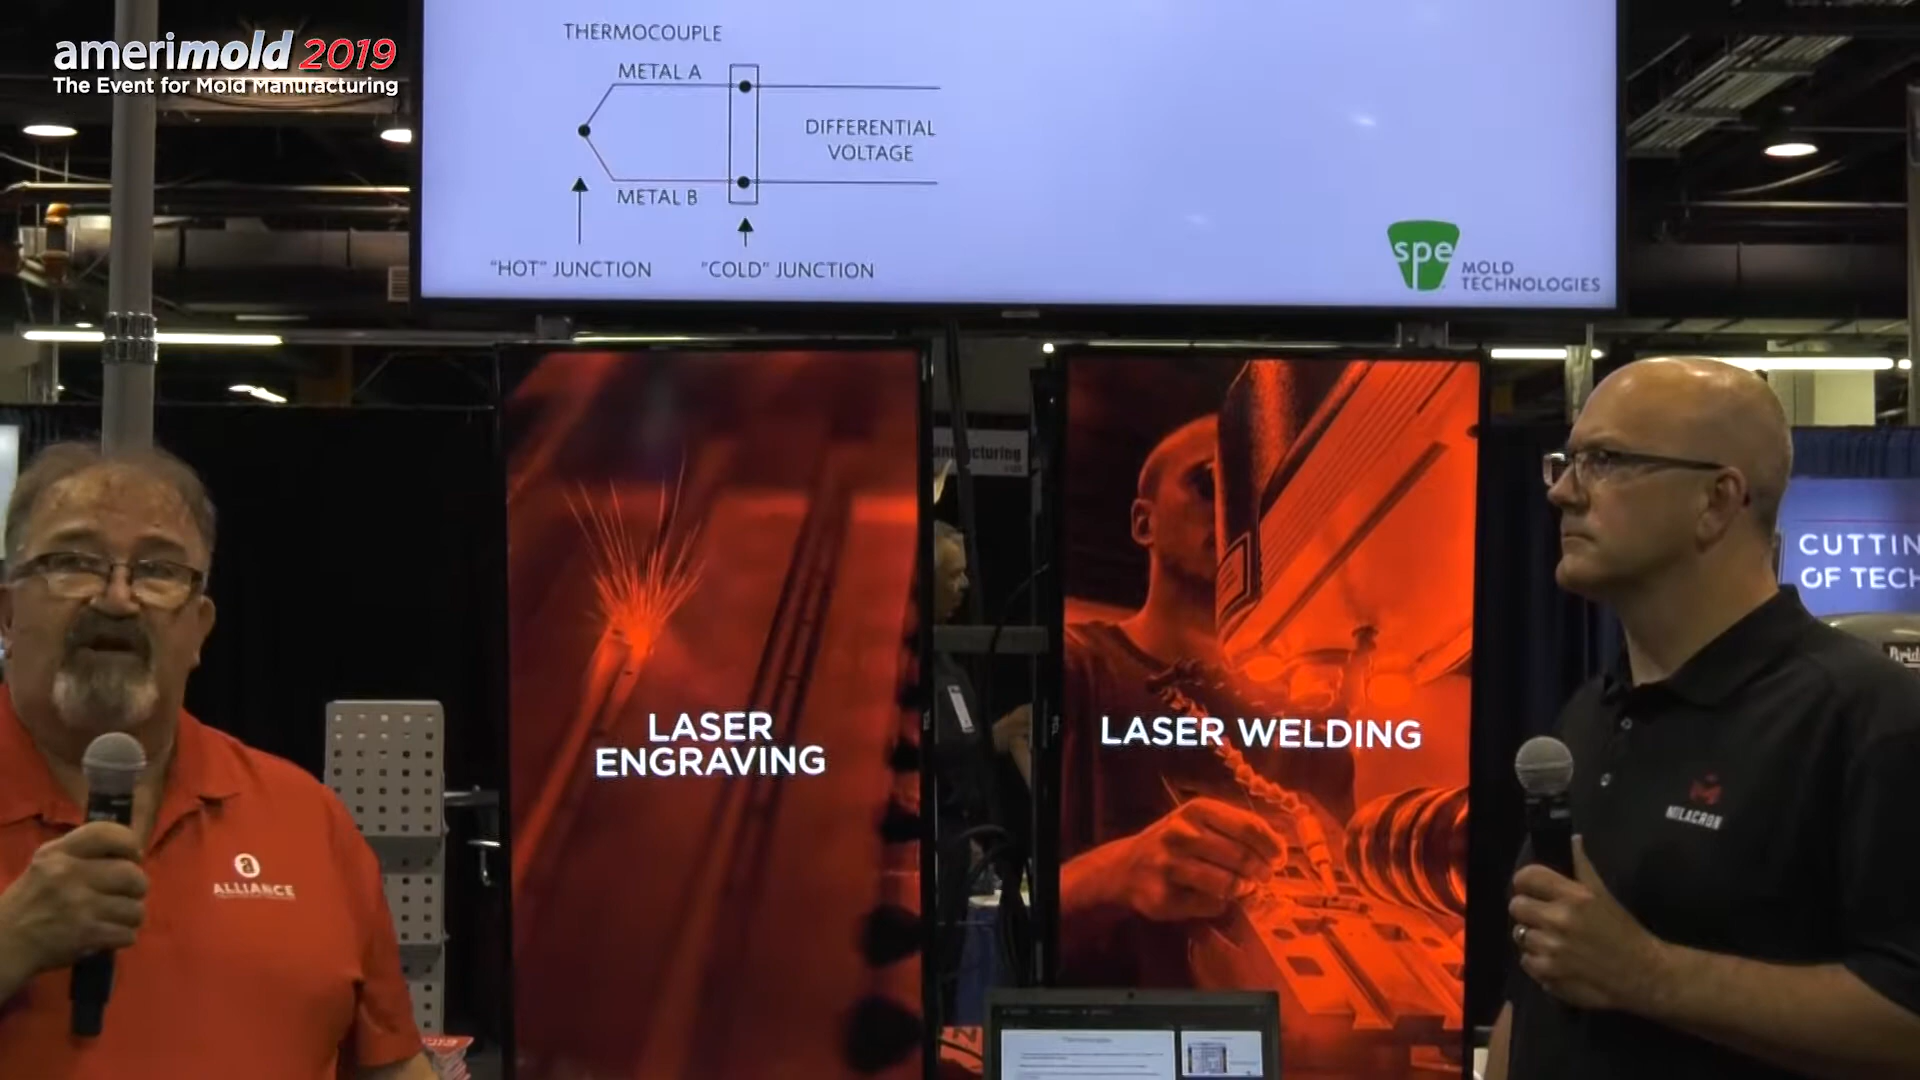 amerimold 2019
The Event for Mold Manufacturing
THERMOCOUPLE
METAL A
DIFFERENTIAL
VOLTAGE
METAL B
"HOT" JUNCTION
"COLD" JUNCTION
spe
MOLD
TECHNOLOGIES
LASER
ENGRAVING
LASER WELDING
CUTTIN
OF TECH
ALLIANCE
MILACRON